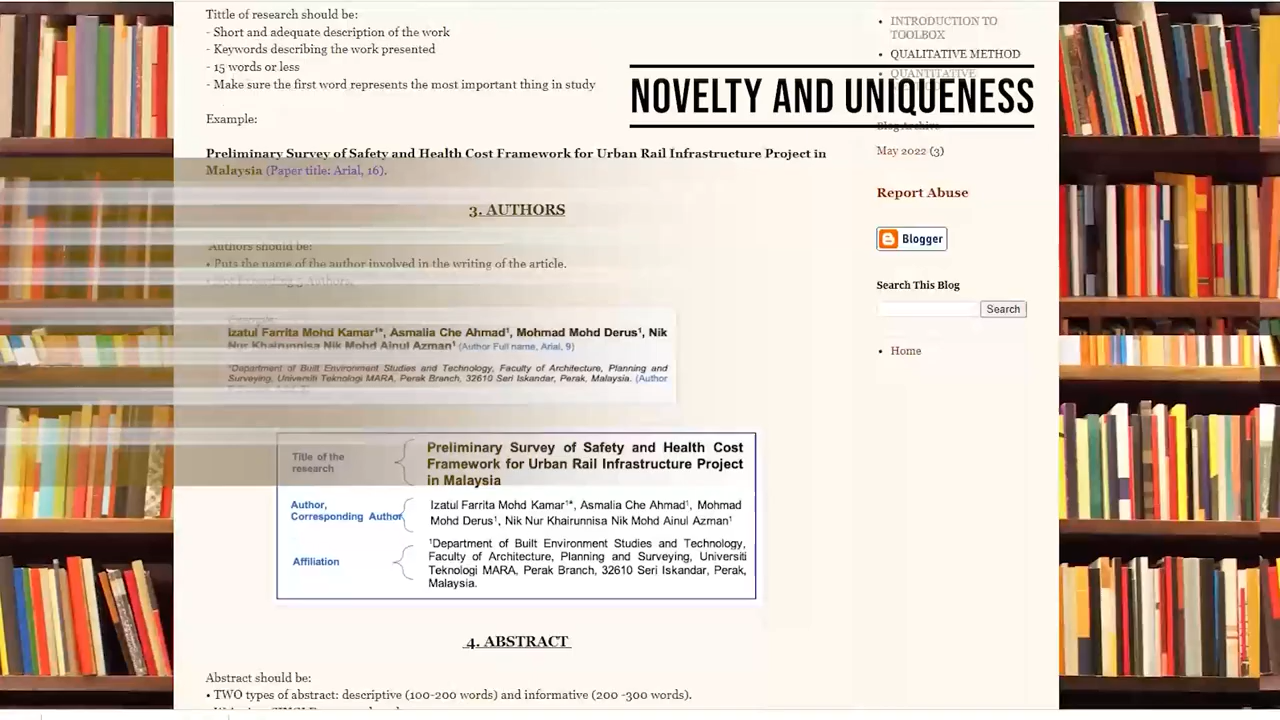 Tittle of research should be:
- Short and adequate description of the work
- Keywords describing the work presented
- 15 words or less
- Make sure the first word represents the most important thing in study
Example:
Preliminary Survey of Safety and Health Cost Framework for Urban Rail Infrastructure Project in
Malaysia (Paper title: Arial, 16).
3. AUTHORS
Authors should be:
• Puts the name of the author involved in the writing of the article.
Authors.
Example:
Izatul Farrita Mohd Kamar¹*, Asmalia Che Ahmad¹, Mohmad Mohd Derus¹, Nik
Nur Khairunnisa Nik Mohd Ainul Azman¹ (Author Full name, Arial, 9)
¹Department of Built Environment Studies and Technology, Faculty of Architecture, Planning and
Surveying, Universiti Teknologi MARA, Perak Branch, 32610 Seri Iskandar, Perak, Malaysia. (Author
Title of the
research
Preliminary Survey of Safety and Health Cost
Framework for Urban Rail Infrastructure Project
in Malaysia
Author,
Corresponding Author
Izatul Farrita Mohd Kamar¹*, Asmalia Che Ahmad¹, Mohmad
Mohd Derus¹, Nik Nur Khairunnisa Nik Mohd Ainul Azman¹
Affiliation
¹Department of Built Environment Studies and Technology,
Faculty of Architecture, Planning and Surveying, Universiti
Teknologi MARA, Perak Branch, 32610 Seri Iskandar, Perak,
Malaysia.
4. ABSTRACT
Abstract should be:
• TWO types of abstract: descriptive (100-200 words) and informative (200 -300 words).
• INTRODUCTION TO
TOOLBOX
• QUALITATIVE METHOD
• QUANTITATIVE
NOVELTY AND UNIQUENESS
Blog Archive
May 2022 (3)
Report Abuse
Blogger
Search This Blog
Search
• Home